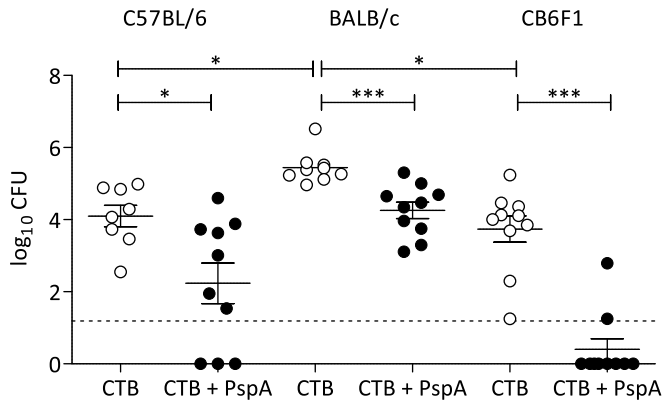 C57BL/6 BALB/c CB6F1
* *
* *** ***
8
6
4
2
0
log10 CFU
CTB CTB + PspA CTB CTB + PspA CTB CTB + PspA